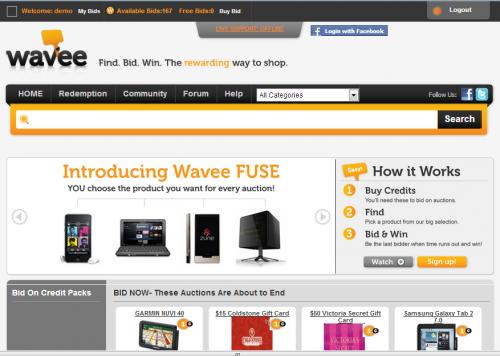 Welcome: demo My Bids W Available Bids:167 Free Bids:0 Buy Bid Logout
LIVE SUPPORT: OFFLINE
f Login with Facebook
wavee
Find. Bid. Win. The rewarding way to shop.
HOME Redemption Community Forum Help All Categories Follow Us:
Search
Introducing Wavee FUSE
YOU choose the product you want for every auction!
zune
Easy! How it Works
1 Buy Credits
You'll need these to bid on auctions.
2 Find
Pick a product from our big selection.
3 Bid & Win
Be the last bidder when time runs out and win!
Watch Sign up!
Bid On Credit Packs
BID NOW- These Auctions Are About to End
GARMIN NUVI 40
$15 Coldstone Gift Card
$50 Victoria Secret Gift Card
Samsung Galaxy Tab 2 7.0
VICTORIA'S